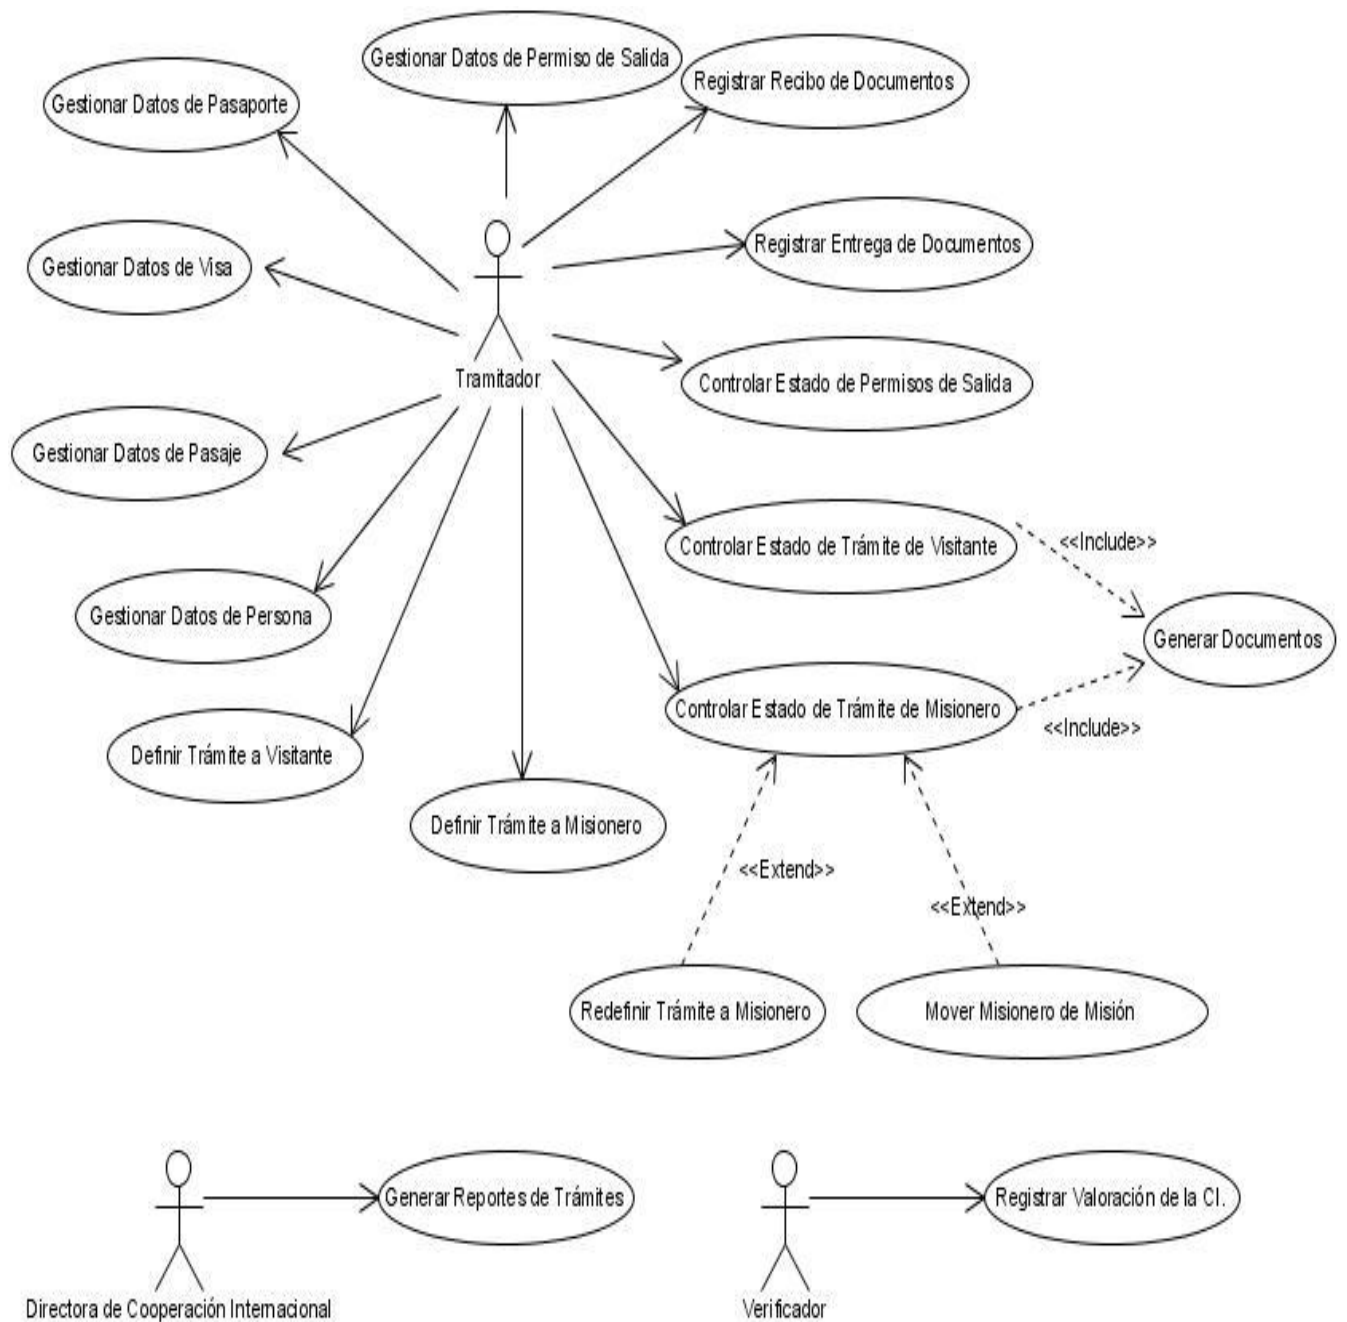 Gestionar Datos de Permiso de Salida
Registrar Recibo de Documentos
Gestionar Datos de Pasaporte
Registrar Entrega de Documentos
Gestionar Datos de Visa
Tramitador
Controlar Estado de Permisos de Salida
Gestionar Datos de Pasaje
Controlar Estado de Trámite de Visitante
<<Include>>
Gestionar Datos de Persona
Generar Documentos
Controlar Estado de Trámite de Misionero
<<Include>>
Definir Trámite a Visitante
Definir Trámite a Misionero
<<Extend>>
<<Extend>>
Redefinir Trámite a Misionero
Mover Misionero de Misión
Generar Reportes de Trámites
Registrar Valoración de la CI.
Directora de Cooperación Internacional
Verificador